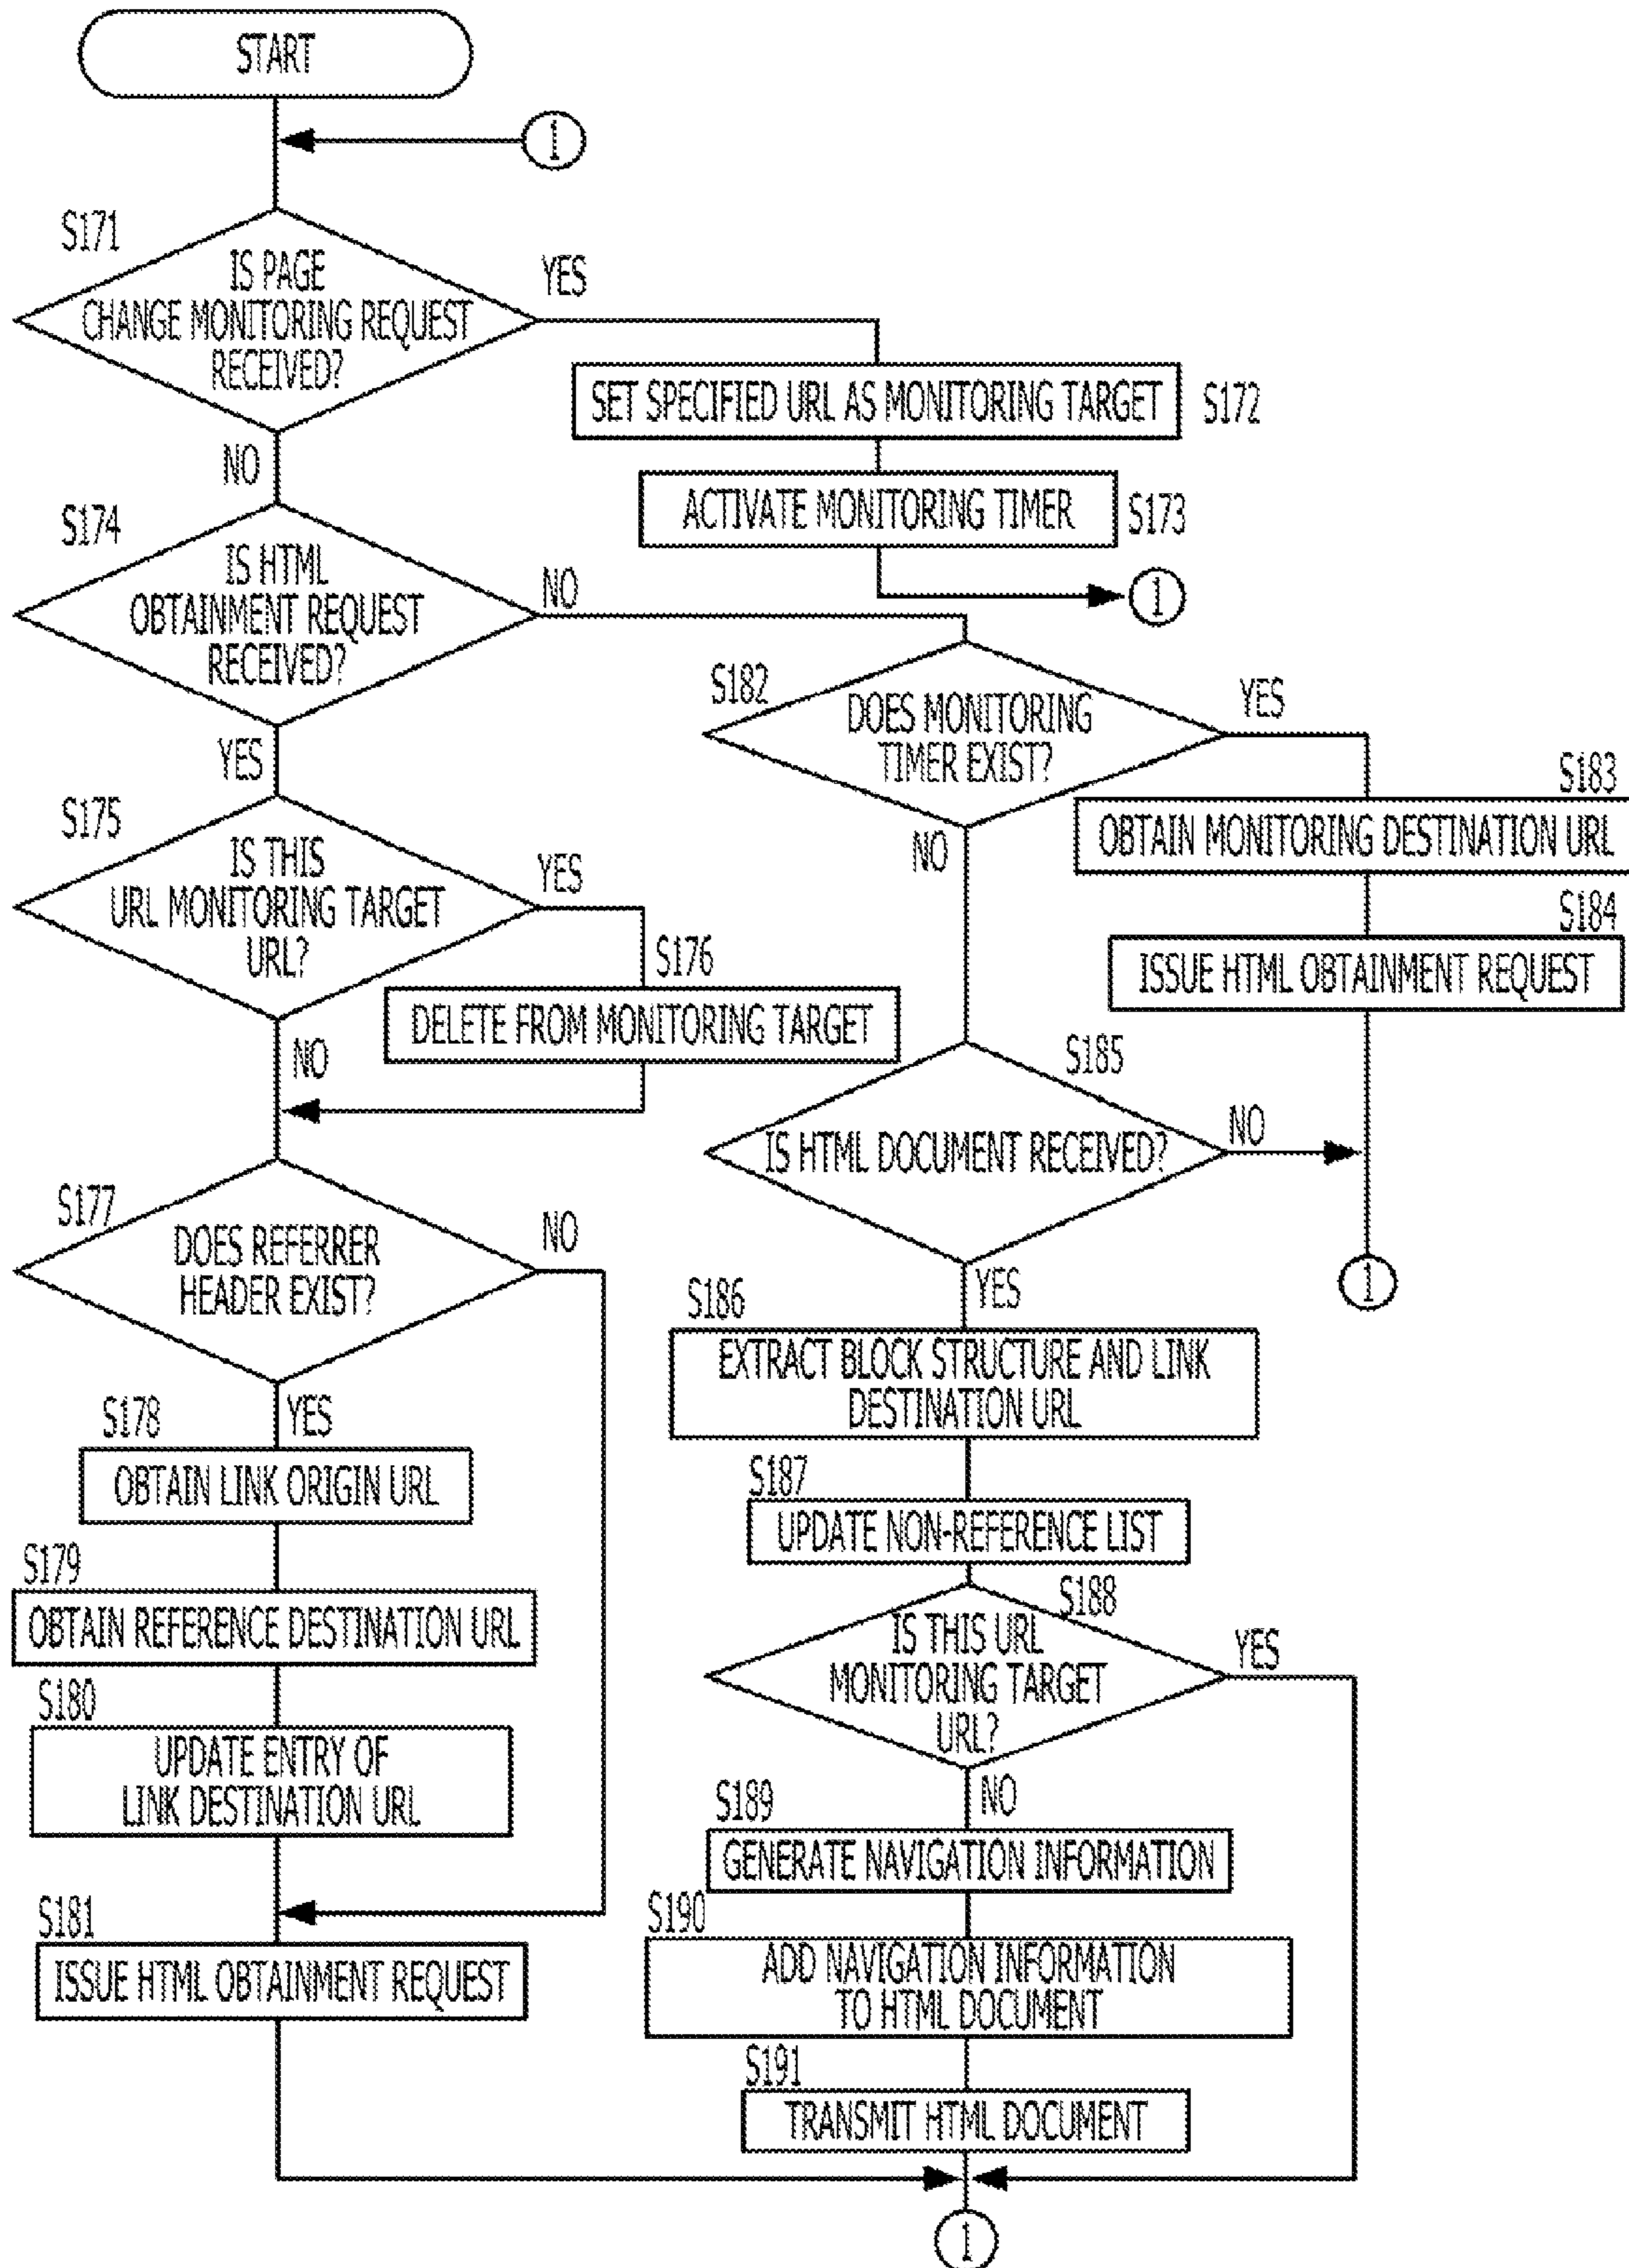 START
1
S171
IS PAGE
CHANGE MONITORING REQUEST
RECEIVED?
YES
NO
SET SPECIFIED URL AS MONITORING TARGET
S172
ACTIVATE MONITORING TIMER
S173
1
S174
IS HTML
OBTAINMENT REQUEST
RECEIVED?
NO
YES
S175
IS THIS
URL MONITORING TARGET
URL?
YES
NO
S176
DELETE FROM MONITORING TARGET
S177
DOES REFERRER
HEADER EXIST?
NO
YES
S178
OBTAIN LINK ORIGIN URL
S179
OBTAIN REFERENCE DESTINATION URL
S180
UPDATE ENTRY OF
LINK DESTINATION URL
S181
ISSUE HTML OBTAINMENT REQUEST
S182
DOES MONITORING
TIMER EXIST?
YES
NO
S183
OBTAIN MONITORING DESTINATION URL
S184
ISSUE HTML OBTAINMENT REQUEST
S185
IS HTML DOCUMENT RECEIVED?
NO
YES
1
S186
EXTRACT BLOCK STRUCTURE AND LINK
DESTINATION URL
S187
UPDATE NON-REFERENCE LIST
S188
IS THIS URL
MONITORING TARGET
URL?
YES
NO
S189
GENERATE NAVIGATION INFORMATION
S190
ADD NAVIGATION INFORMATION
TO HTML DOCUMENT
S191
TRANSMIT HTML DOCUMENT
1